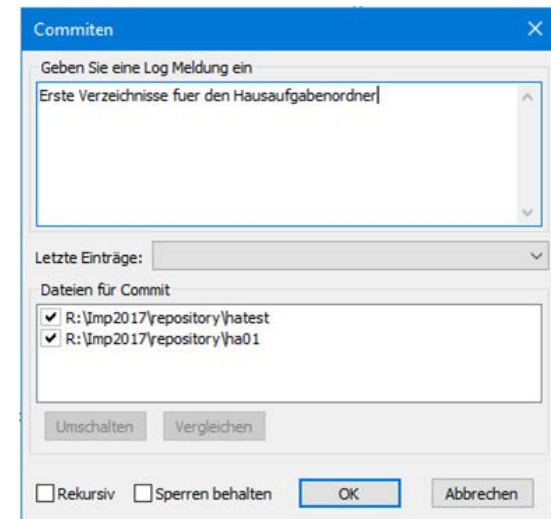 Commiten
Geben Sie eine Log Meldung ein
Erste Verzeichnisse fuer den Hausaufgabenordner
Letzte Einträge:
Dateien für Commit
R:\Imp2017\repository\hatest
R:\Imp2017\repository\ha01
Umschalten Vergleichen
Rekursiv Sperren behalten OK Abbrechen